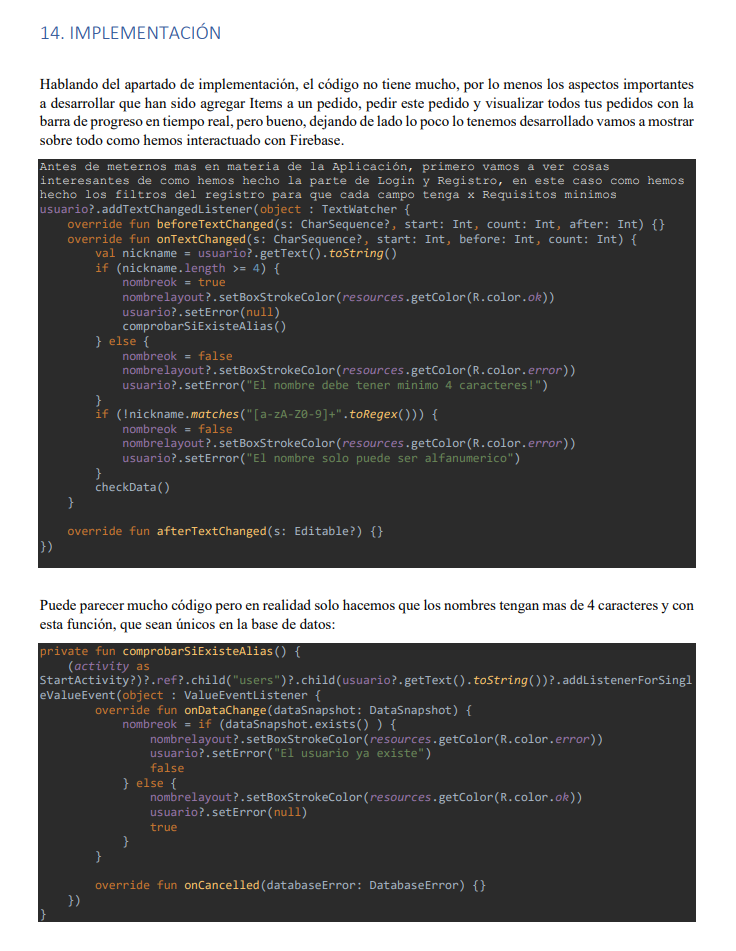 14. IMPLEMENTACIÓN
Hablando del apartado de implementación, el código no tiene mucho, por lo menos los aspectos importantes
a desarrollar que han sido agregar Items a un pedido, pedir este pedido y visualizar todos tus pedidos con la
barra de progreso en tiempo real, pero bueno, dejando de lado lo poco lo tenemos desarrollado vamos a mostrar
sobre todo como hemos interactuado con Firebase.
Antes de meternos mas en materia de la Aplicación, primero vamos a ver cosas
interesantes de como hemos hecho la parte de Login y Registro, en este caso como hemos
hecho los filtros del registro para que cada campo tenga x Requisitos minimos
usuario?.addTextChangedListener(object : TextWatcher {
    override fun beforeTextChanged(s: CharSequence?, start: Int, count: Int, after: Int) {}
    override fun onTextChanged(s: CharSequence?, start: Int, before: Int, count: Int) {
        val nickname = usuario?.getText().toString()
        if (nickname.length >= 4) {
            nombreok = true
            nombrelayout?.setBoxStrokeColor(resources.getColor(R.color.ok))
            usuario?.setError(null)
            comprobarSiExisteAlias()
        } else {
            nombreok = false
            nombrelayout?.setBoxStrokeColor(resources.getColor(R.color.error))
            usuario?.setError("El nombre debe tener minimo 4 caracteres!")
        }
        if (!nickname.matches("[a-zA-Z0-9]+".toRegex())) {
            nombreok = false
            nombrelayout?.setBoxStrokeColor(resources.getColor(R.color.error))
            usuario?.setError("El nombre solo puede ser alfanumerico")
        }
        checkData()
    }
    override fun afterTextChanged(s: Editable?) {}
})
Puede parecer mucho código pero en realidad solo hacemos que los nombres tengan mas de 4 caracteres y con
esta función, que sean únicos en la base de datos:
private fun comprobarSiExisteAlias() {
    (activity as
StartActivity?)?.ref?.child("users")?.child(usuario?.getText().toString())?.addListenerForSingl
eValueEvent(object : ValueEventListener {
        override fun onDataChange(dataSnapshot: DataSnapshot) {
            nombreok = if (dataSnapshot.exists() ) {
                nombrelayout?.setBoxStrokeColor(resources.getColor(R.color.error))
                usuario?.setError("El usuario ya existe")
                false
            } else {
                nombrelayout?.setBoxStrokeColor(resources.getColor(R.color.ok))
                usuario?.setError(null)
                true
            }
        }
        override fun onCancelled(databaseError: DatabaseError) {}
    })
}